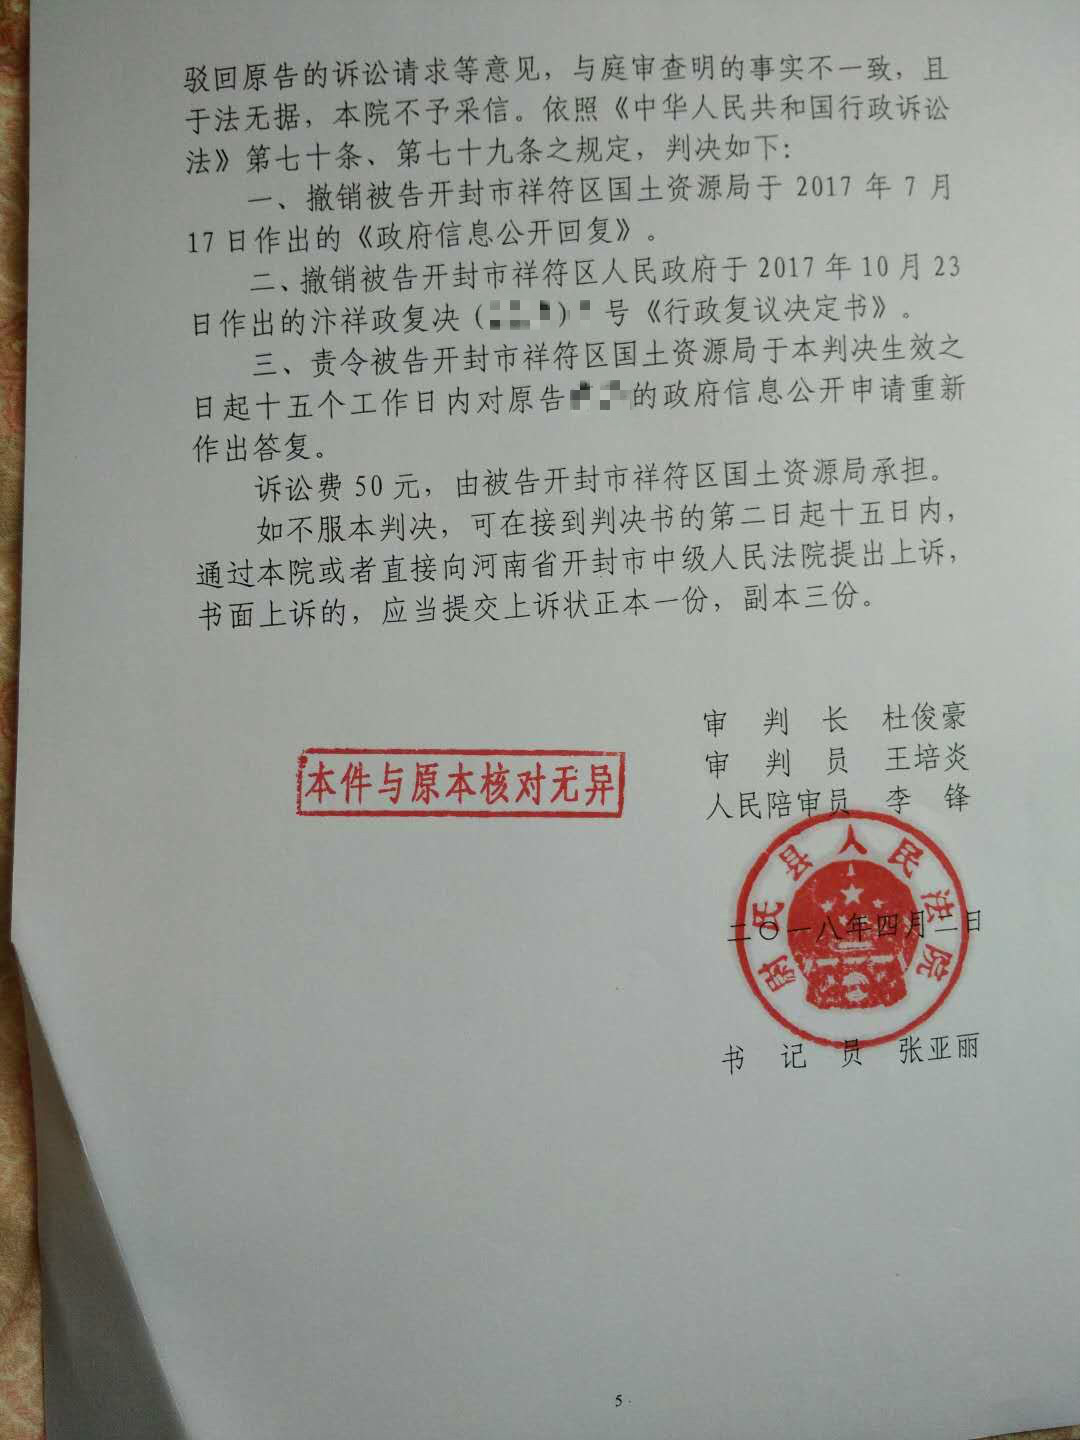 驳回原告的诉讼请求等意见，与庭审查明的事实不一致，且
于法无据，本院不予采信。依照《中华人民共和国行政诉讼
法》第七十条、第七十九条之规定，判决如下：
一、撤销被告开封市祥符区国土资源局于 2017 年 7 月
17 日作出的《政府信息公开回复》。
二、撤销被告开封市祥符区人民政府于 2017 年 10 月 23
日作出的汴祥政复决（ ） 号《行政复议决定书》。
三、责令被告开封市祥符区国土资源局于本判决生效之
日起十五个工作日内对原告 的政府信息公开申请重新
作出答复。
诉讼费 50 元，由被告开封市祥符区国土资源局承担。
如不服本判决，可在接到判决书的第二日起十五日内，
通过本院或者直接向河南省开封市中级人民法院提出上诉，
书面上诉的，应当提交上诉状正本一份，副本三份。
审 判 长 杜俊豪
审 判 员 王培炎
人民陪审员 李 锋
本件与原本核对无异
尉氏县人民法院
二〇一八年四月二日
书 记 员 张亚丽
5